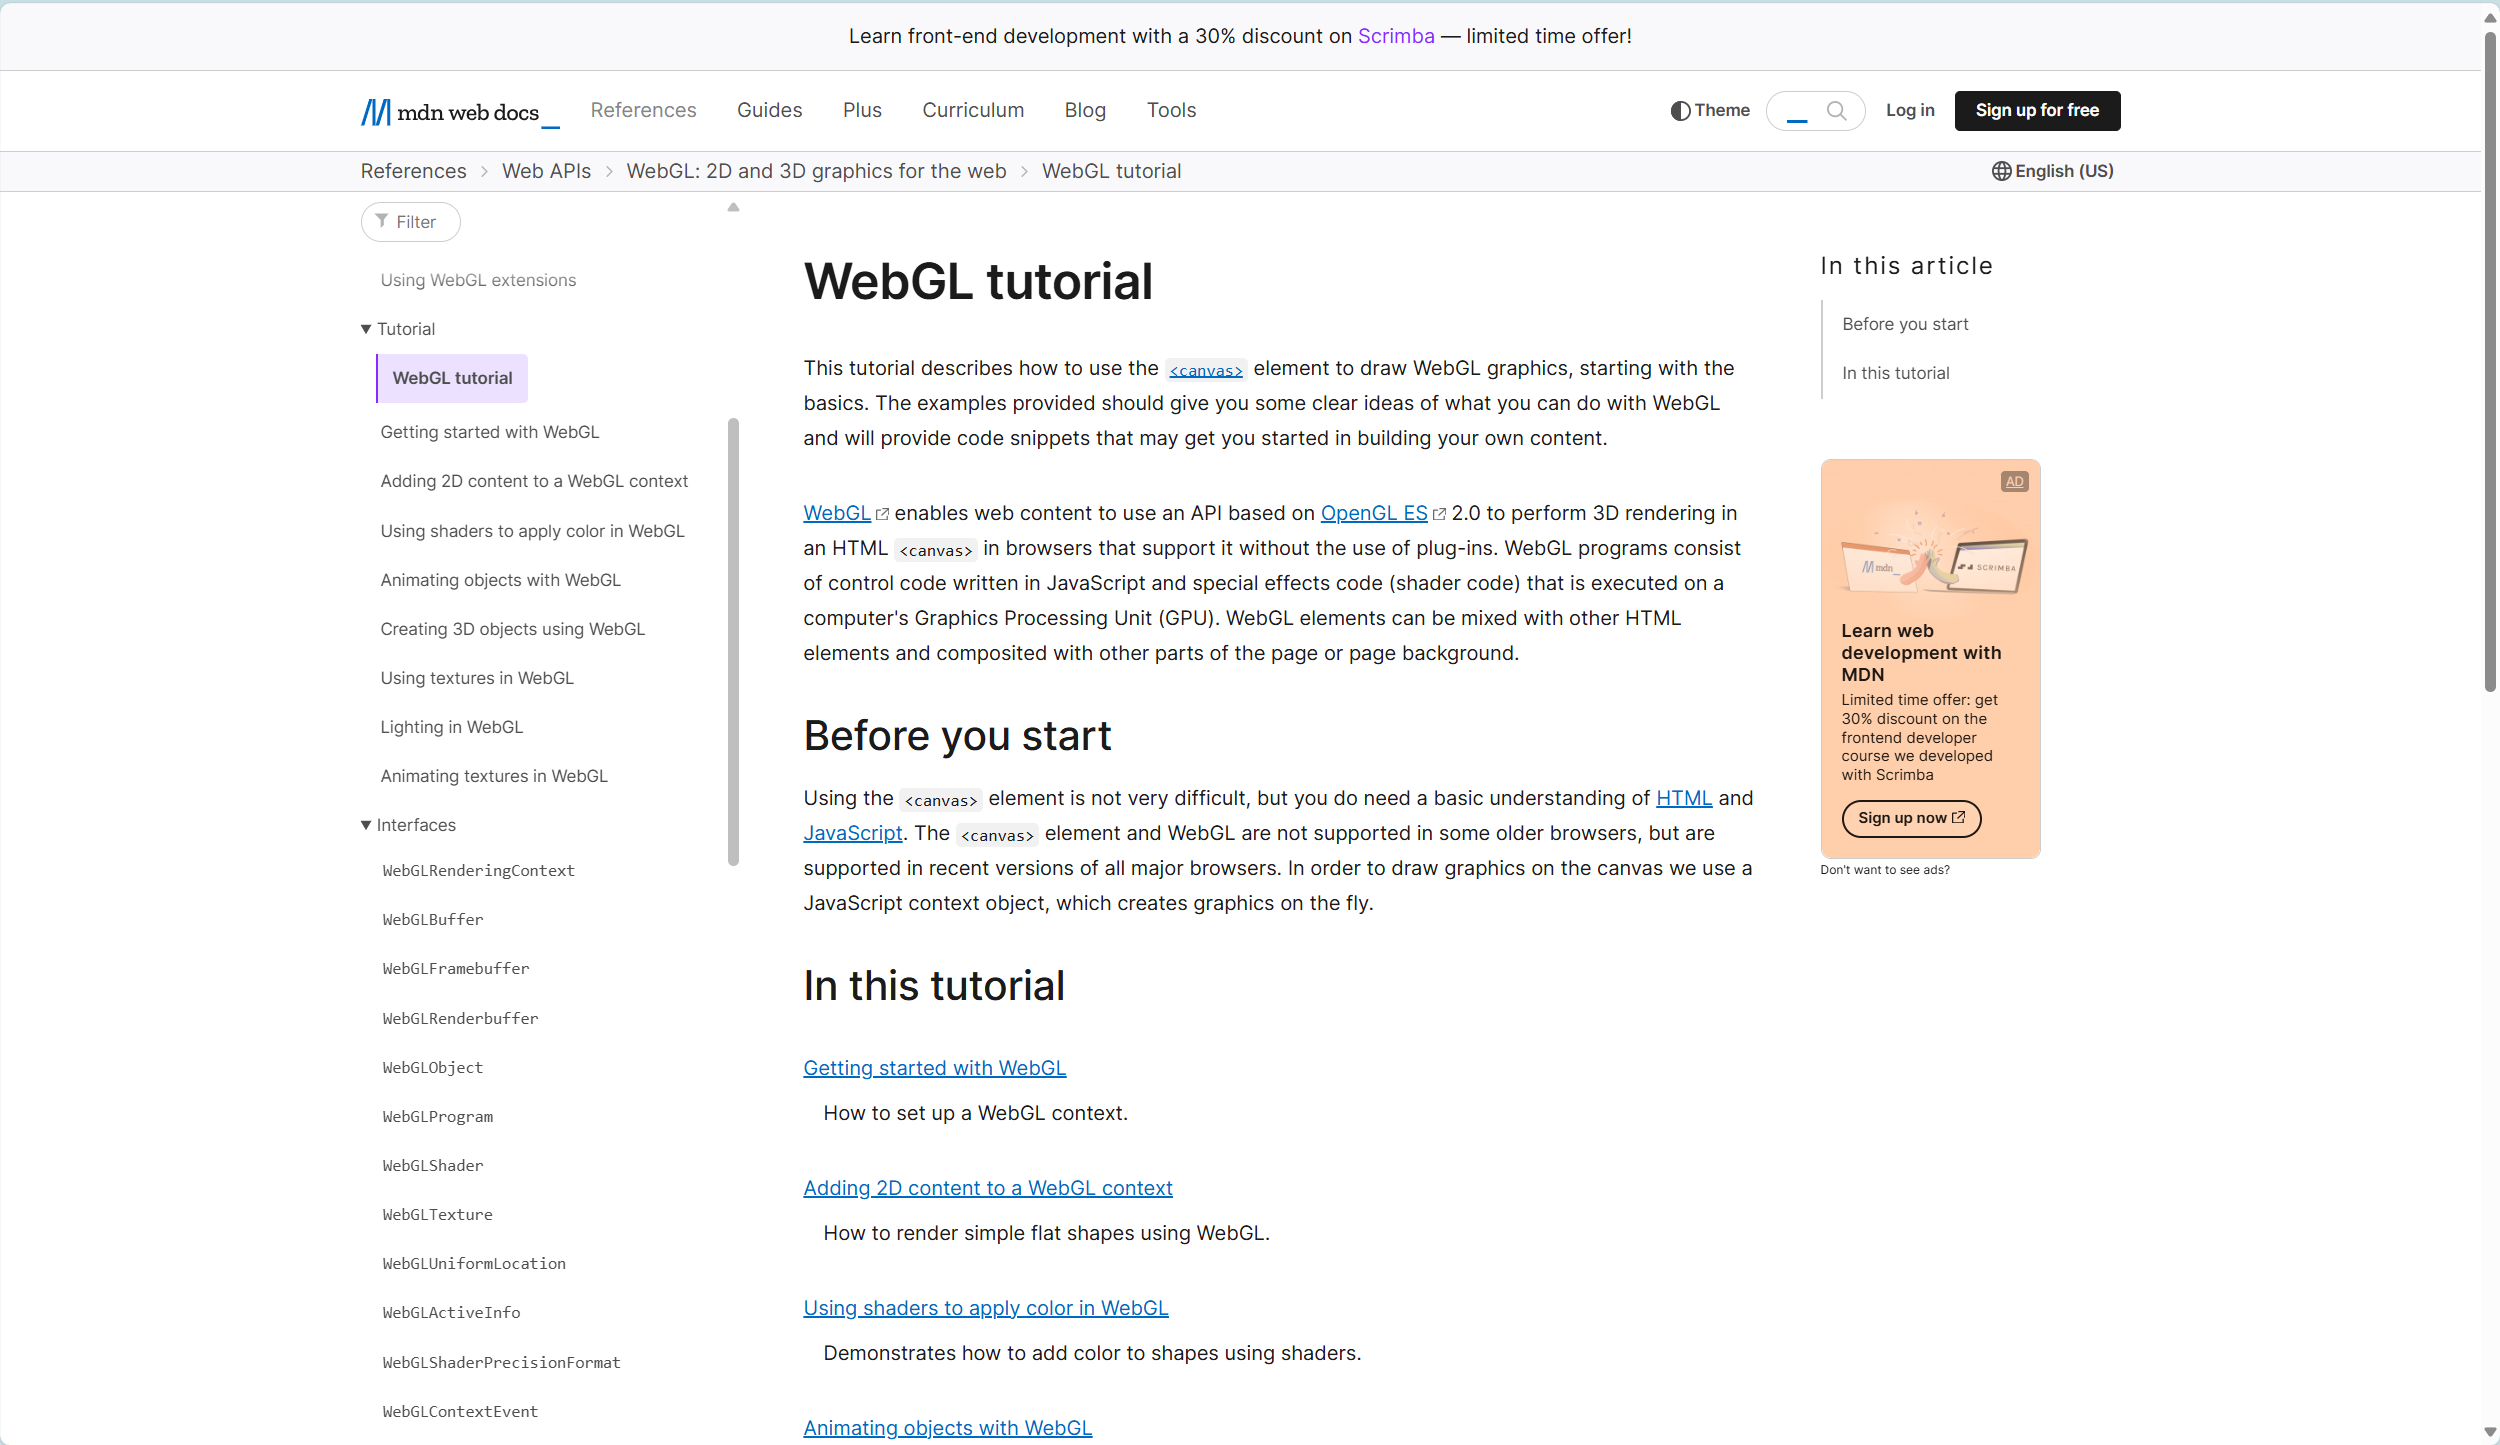 Learn front-end development with a 30% discount on Scrimba — limited time offer!
mdn web docs_
References
Guides
Plus
Curriculum
Blog
Tools
Theme
Log in
Sign up for free
References > Web APIs > WebGL: 2D and 3D graphics for the web > WebGL tutorial
English (US)
Filter
Using WebGL extensions
Tutorial
WebGL tutorial
Getting started with WebGL
Adding 2D content to a WebGL context
Using shaders to apply color in WebGL
Animating objects with WebGL
Creating 3D objects using WebGL
Using textures in WebGL
Lighting in WebGL
Animating textures in WebGL
Interfaces
WebGLRenderingContext
WebGLBuffer
WebGLFramebuffer
WebGLRenderbuffer
WebGLObject
WebGLProgram
WebGLShader
WebGLTexture
WebGLUniformLocation
WebGLActiveInfo
WebGLShaderPrecisionFormat
WebGLContextEvent
WebGL tutorial
This tutorial describes how to use the <canvas> element to draw WebGL graphics, starting with the
basics. The examples provided should give you some clear ideas of what you can do with WebGL
and will provide code snippets that may get you started in building your own content.
WebGL enables web content to use an API based on OpenGL ES 2.0 to perform 3D rendering in
an HTML <canvas> in browsers that support it without the use of plug-ins. WebGL programs consist
of control code written in JavaScript and special effects code (shader code) that is executed on a
computer's Graphics Processing Unit (GPU). WebGL elements can be mixed with other HTML
elements and composited with other parts of the page or page background.
Before you start
Using the <canvas> element is not very difficult, but you do need a basic understanding of HTML and
JavaScript. The <canvas> element and WebGL are not supported in some older browsers, but are
supported in recent versions of all major browsers. In order to draw graphics on the canvas we use a
JavaScript context object, which creates graphics on the fly.
In this tutorial
Getting started with WebGL
How to set up a WebGL context.
Adding 2D content to a WebGL context
How to render simple flat shapes using WebGL.
Using shaders to apply color in WebGL
Demonstrates how to add color to shapes using shaders.
Animating objects with WebGL
In this article
Before you start
In this tutorial
AD
mdn_
SCRIMBA
Learn web
development with
MDN
Limited time offer: get
30% discount on the
frontend developer
course we developed
with Scrimba
Sign up now
Don't want to see ads?